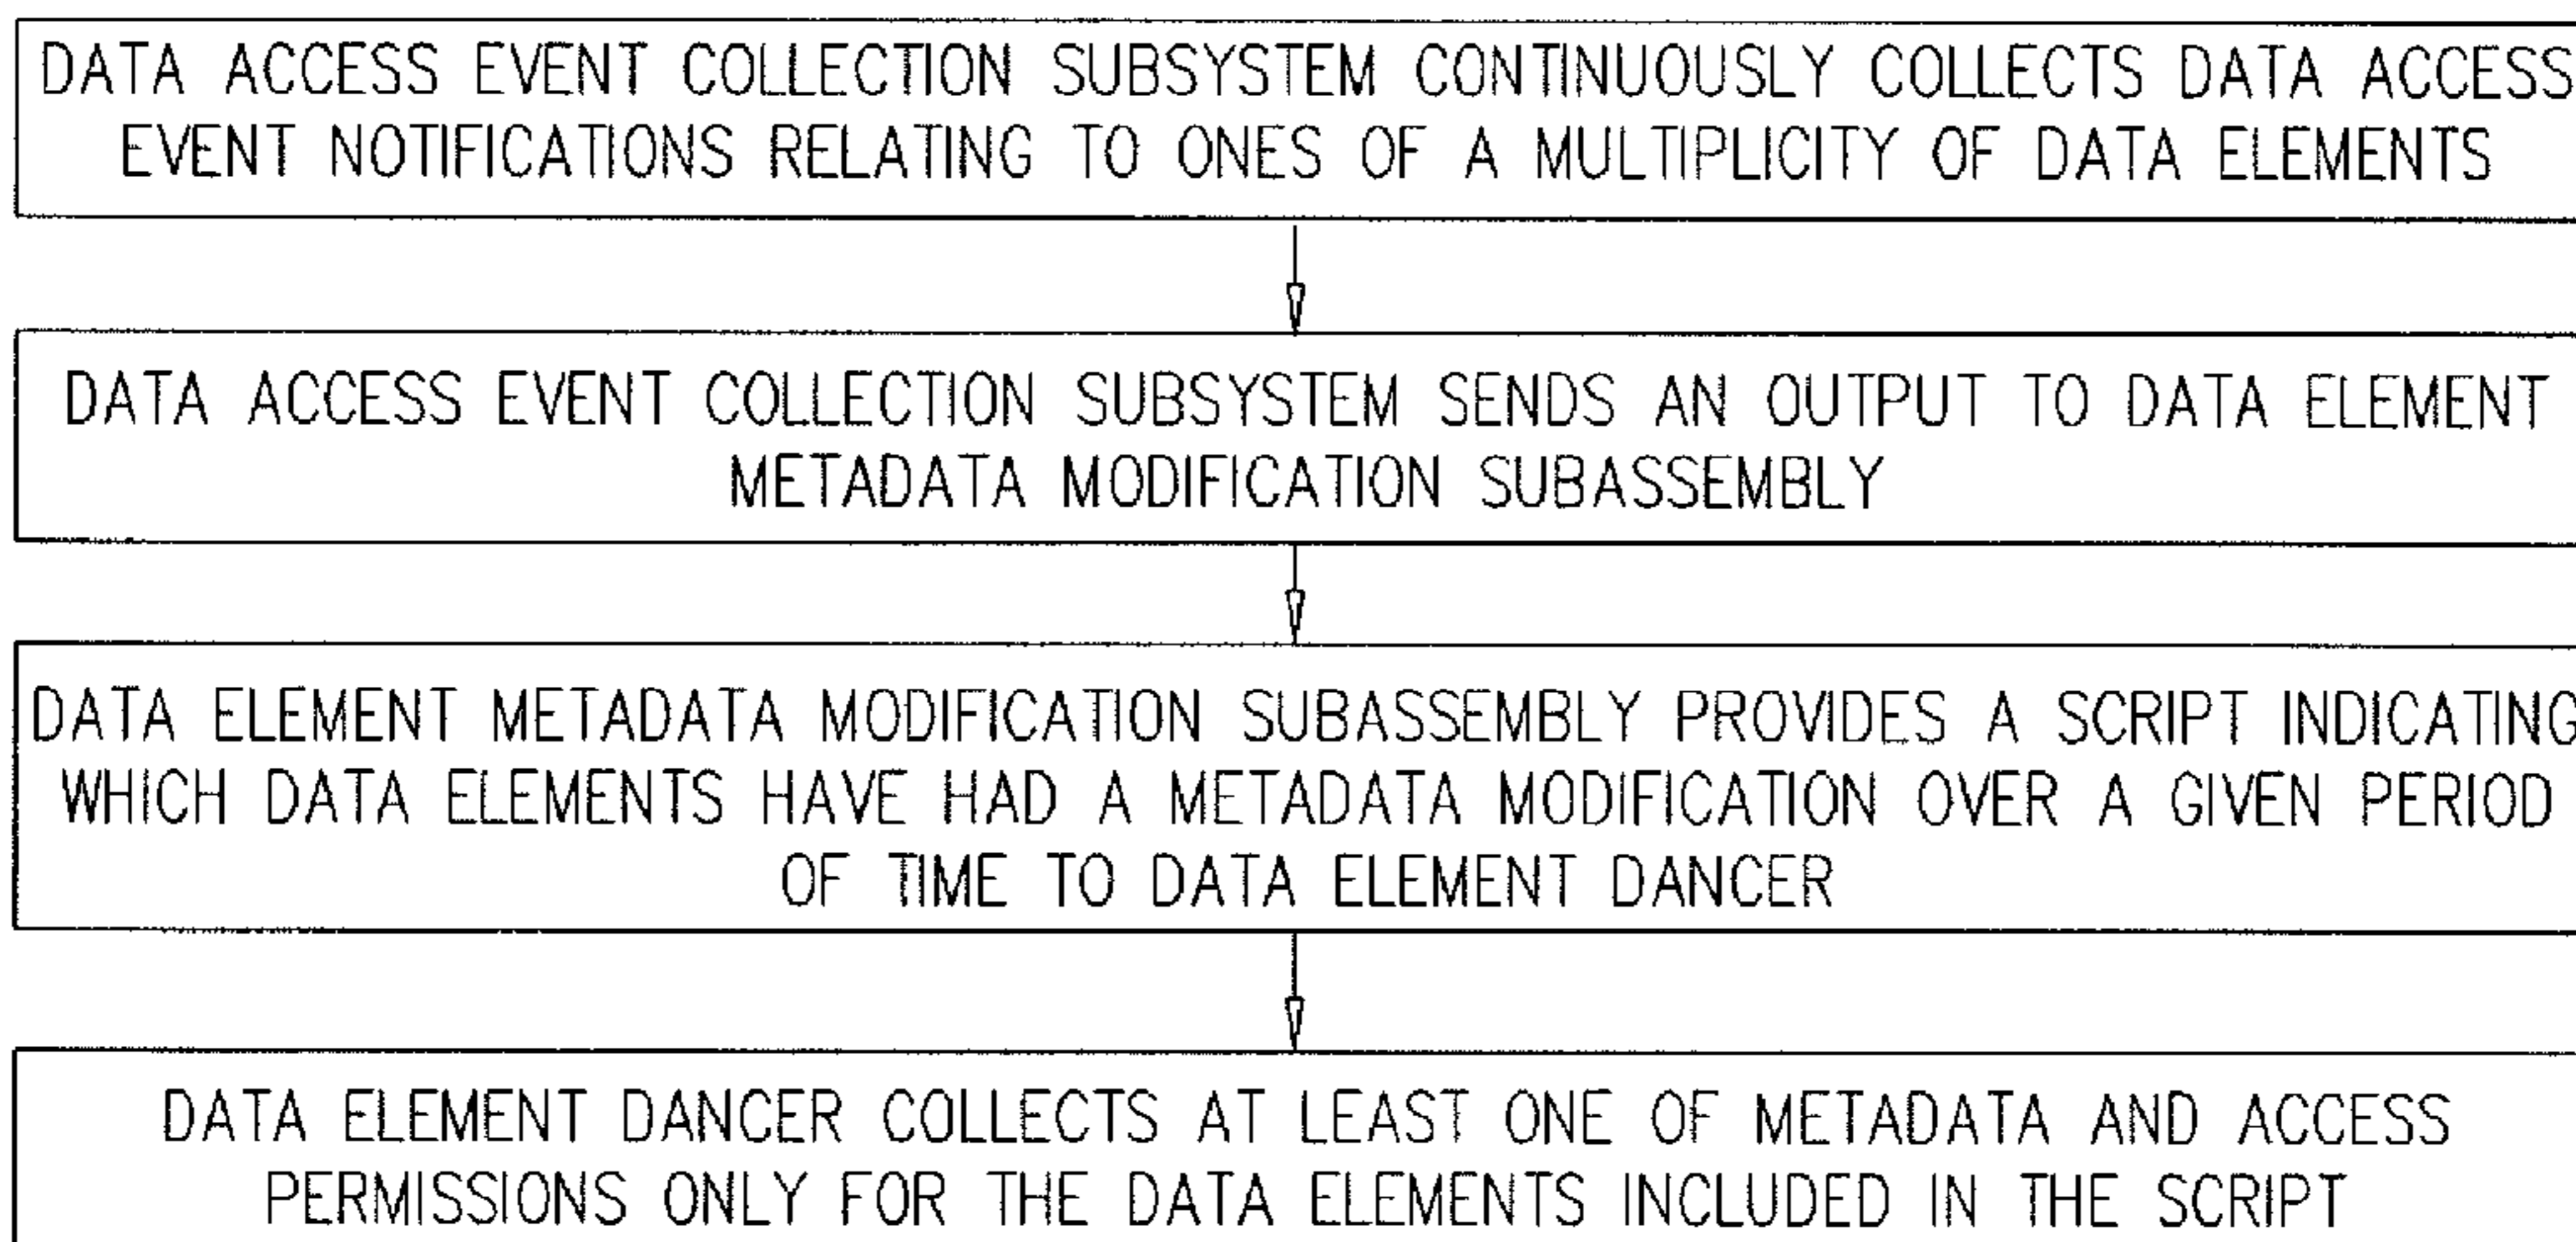 DATA ACCESS EVENT COLLECTION SUBSYSTEM CONTINUOUSLY COLLECTS DATA ACCESS
EVENT NOTIFICATIONS RELATING TO ONES OF A MULTIPLICITY OF DATA ELEMENTS
DATA ACCESS EVENT COLLECTION SUBSYSTEM SENDS AN OUTPUT TO DATA ELEMENT
METADATA MODIFICATION SUBASSEMBLY
DATA ELEMENT METADATA MODIFICATION SUBASSEMBLY PROVIDES A SCRIPT INDICATING
WHICH DATA ELEMENTS HAVE HAD A METADATA MODIFICATION OVER A GIVEN PERIOD
OF TIME TO DATA ELEMENT DANCER
DATA ELEMENT DANCER COLLECTS AT LEAST ONE OF METADATA AND ACCESS
PERMISSIONS ONLY FOR THE DATA ELEMENTS INCLUDED IN THE SCRIPT